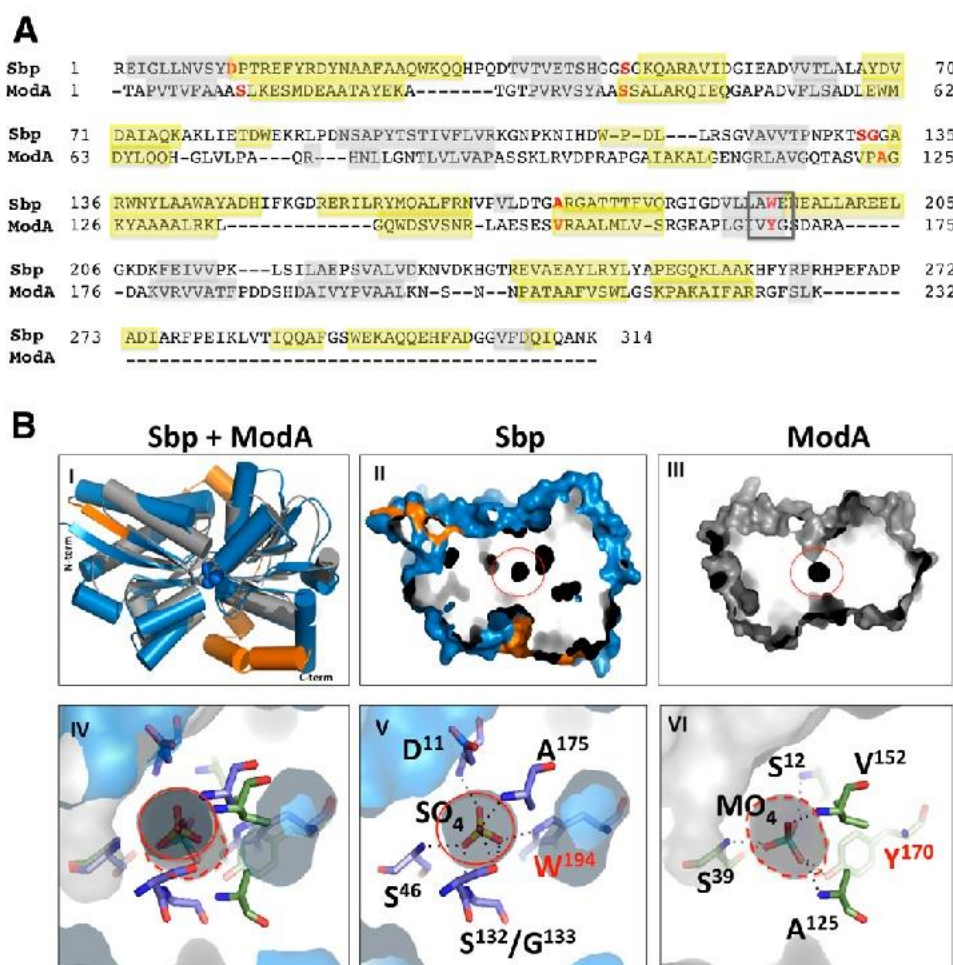 A
Sbp 1 REIGLLNVSYDPTREFYRDYNAAFAAQWKQQHPQDTVTVETSHGGSGKQARAVIDGIEADVVTLALAYDV 70
ModA 1 -TAPVTVFAAASLKESMDEAATAYEKA-------TGTPVRVSYAASSALARQIEQGAPADVFLSADLEWM 62
Sbp 71 DAIAQKAKLIETDWEKRLPDNSAPYTSTIVFLVRKGNPKNIHDW-P-DL---LRSGVAVVTPNPKTSGGA 135
ModA 63 DYLQQH-GLVLPA---QR--HNLLGNTLVLVAPASSKLRVDPRAPGAIAKALGENGRLAVGQTASVPAG 125
Sbp 136 RWNYLAAWAYADHIFKGDRERILRYMQALFRNVPVLDTGARGATTTFVQRGIGDVLLAWENEALLAREEL 205
ModA 126 KYAAAALRKL--------------GQWDSVSNR-LAESESVRAALMLV-SRGEAPLGIVYGSDARA----- 175
Sbp 206 GKDKFEIVVPK---LSILAEPSVALVDKNVDKHGTREVAEAYLRYLYAPEGQKLAAKHFYRPRHPEFADP 272
ModA 176 -DAKVRVVATFPDDSHDAIVYPVAALKN-S--N--NPATAAFVSWLGSKPAKAIFARRGFSLK------- 232
Sbp 273 ADIARFPEIKLVTIQQAFGSWEKAQQEHFADGGVFDQIQANK 314
ModA ------------------------------------------
B
Sbp + ModA Sbp ModA
I II III
N-term
C-term
IV V VI
D11 A175 S12 V152
SO4 MO4
W194 Y170
S46 S39
S132/G133 A125